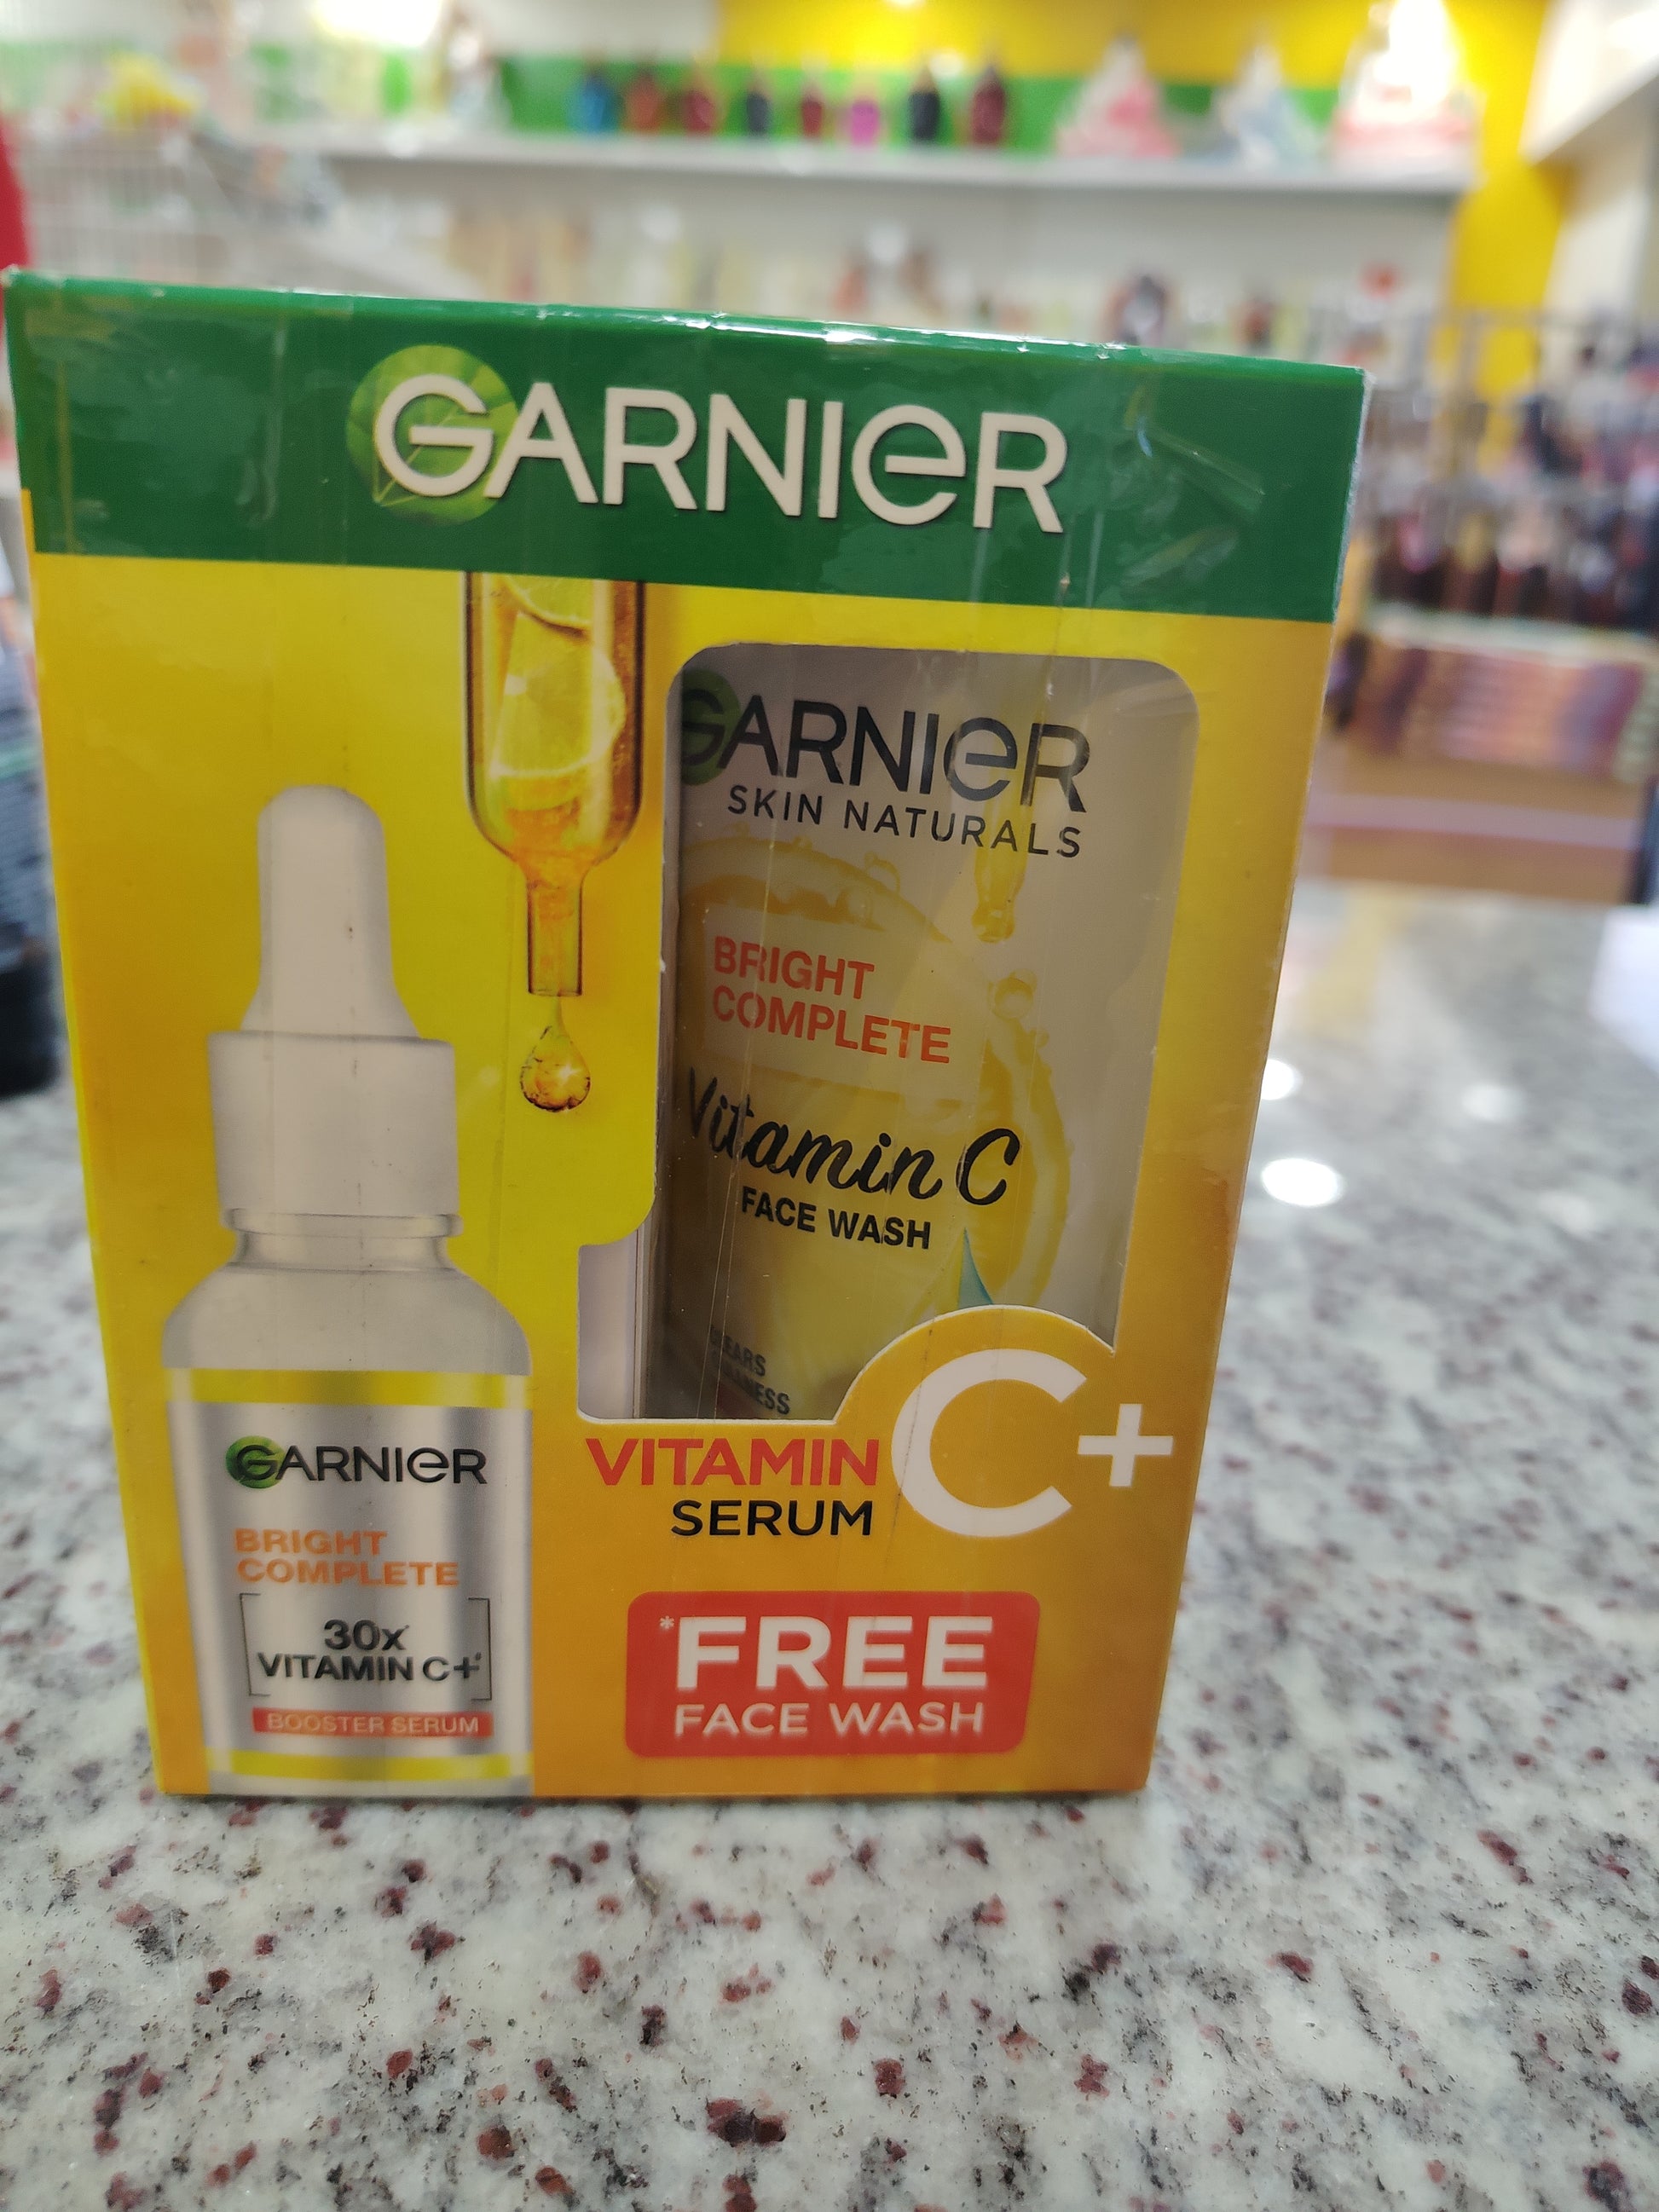 GARNIER
GARNIER
SKIN NATURALS
BRIGHT
COMPLETE
Vitamin C
FACE WASH
VITAMIN C+
SERUM
*FREE
FACE WASH
GARNIER
BRIGHT
COMPLETE
30x
VITAMIN C+*
BOOSTER SERUM